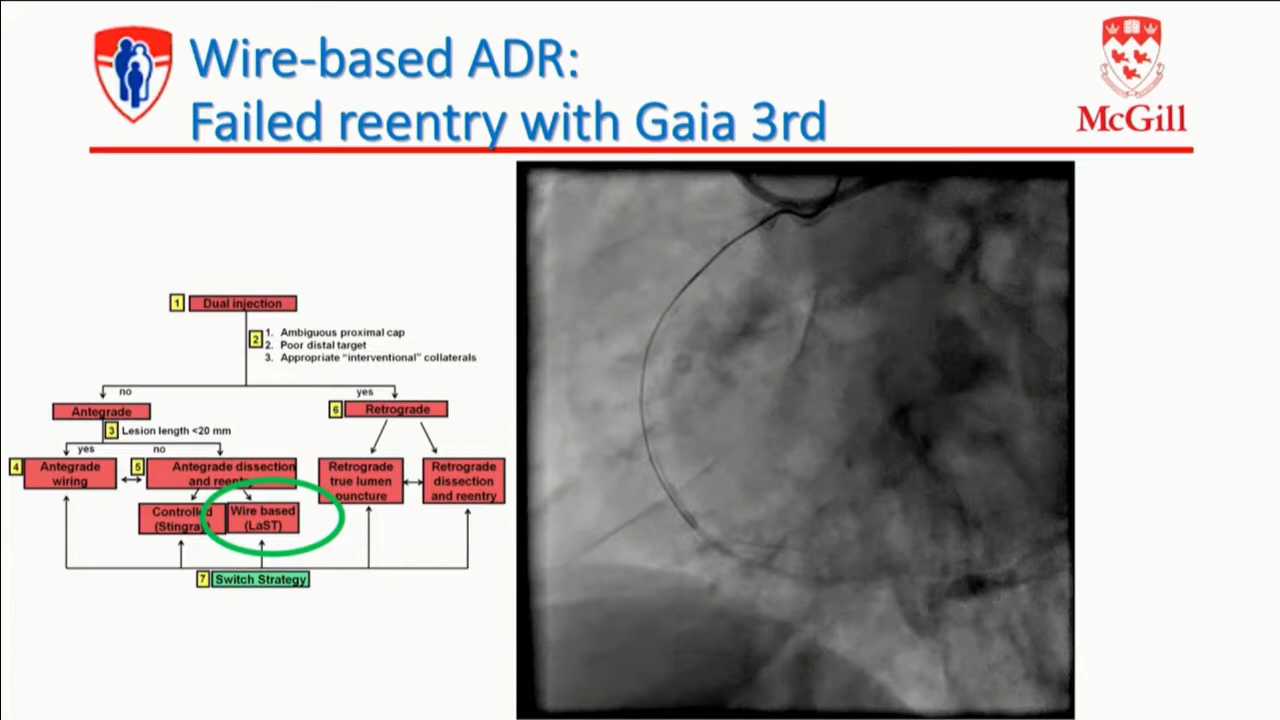 Wire-based ADR:
Failed reentry with Gaia 3rd
McGill
1 Dual injection
2
1. Ambiguous proximal cap
2. Poor distal target
3. Appropriate “interventional” collaterals
no
yes
Antegrade
6 Retrograde
3 Lesion length <20 mm
yes
no
4 Antegrade
wiring
5 Antegrade dissection
and reentry
Retrograde
true lumen
puncture
Retrograde
dissection
and reentry
Controlled
(Stingray)
Wire based
(LaST)
7 Switch Strategy